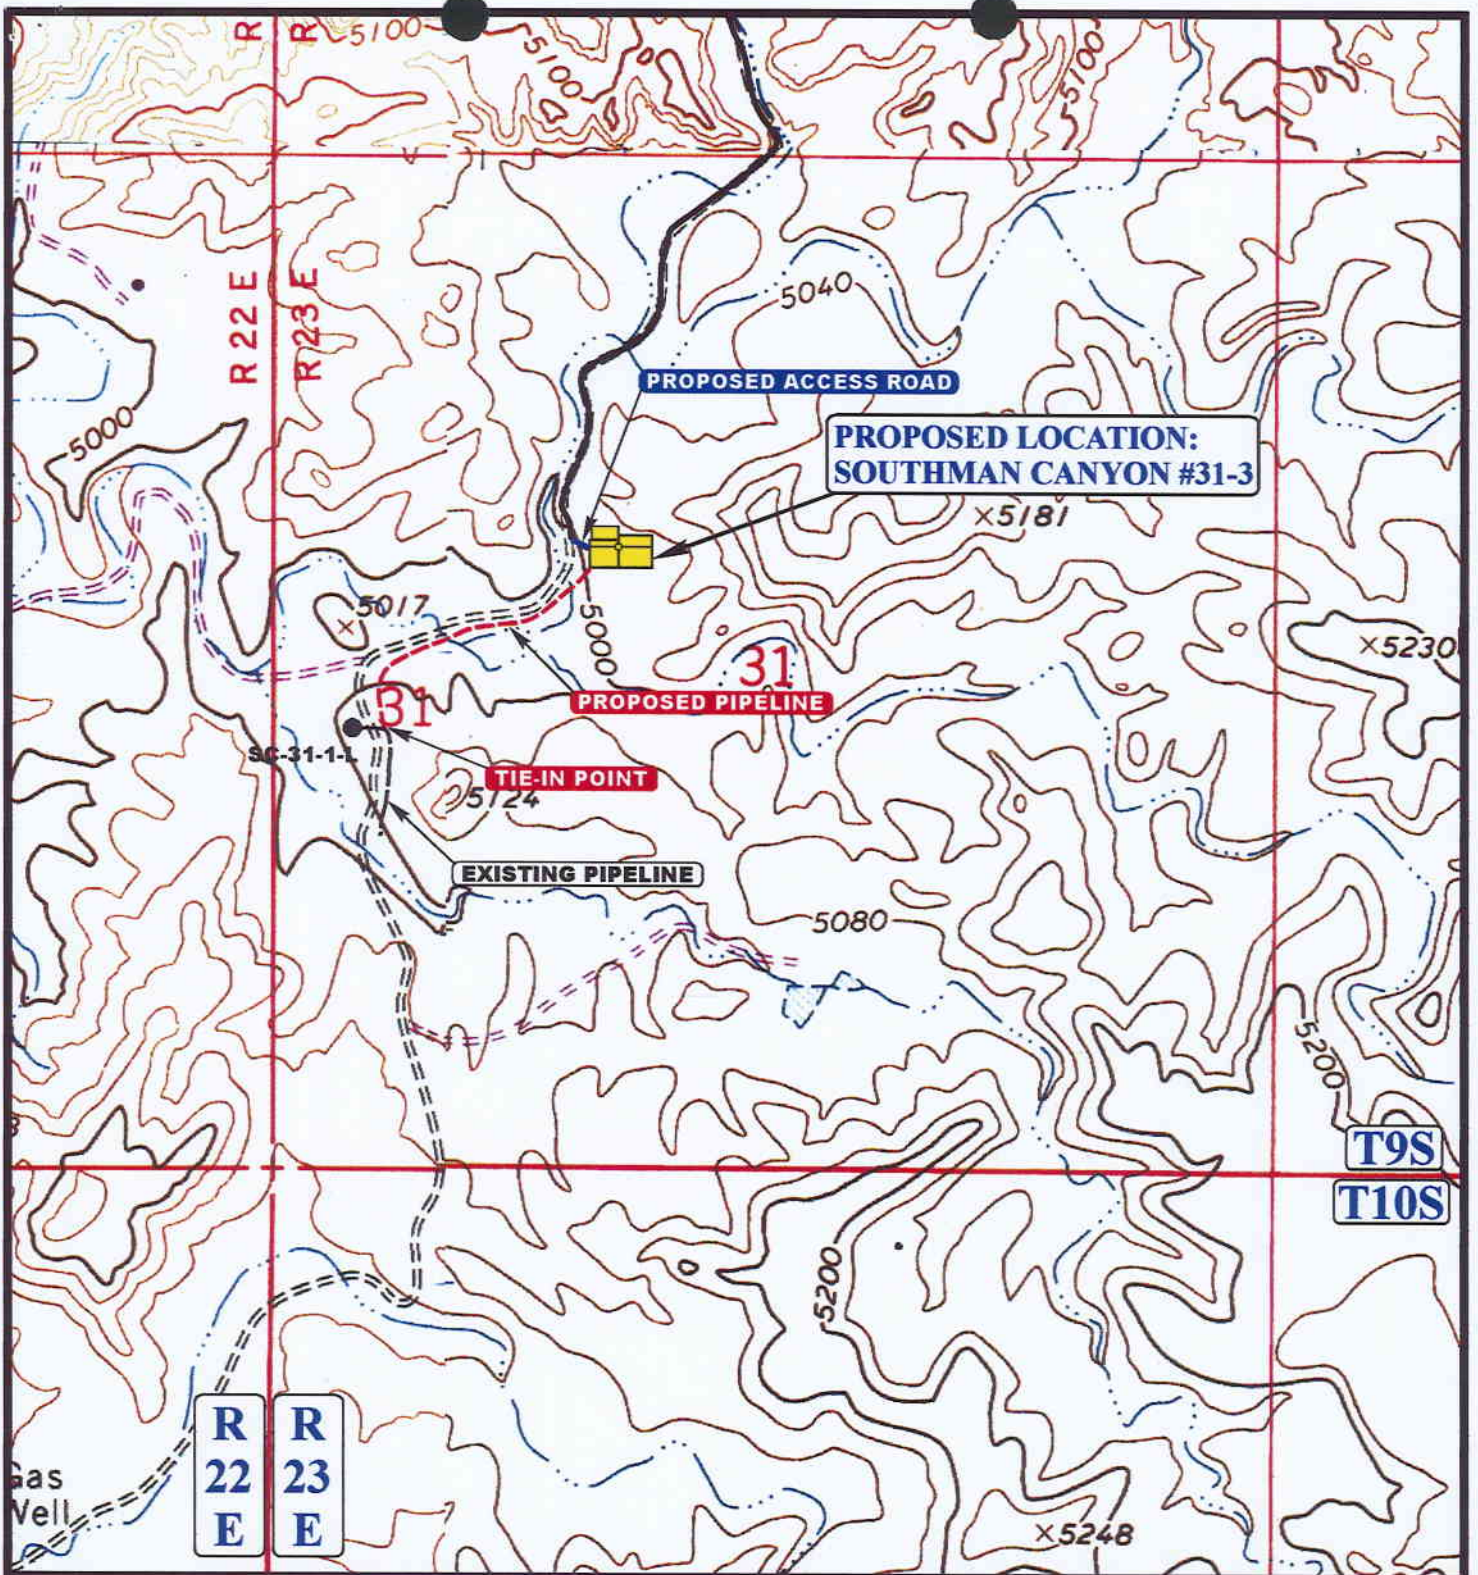 R R
5100
5100
5100
R 22 E
R 23 E
5040
PROPOSED ACCESS ROAD
5000
PROPOSED LOCATION:
SOUTHMAN CANYON #31-3
×5181
5017
×
5000
×5230
31
PROPOSED PIPELINE
31
SC-31-1-L
TIE-IN POINT
5124
EXISTING PIPELINE
5080
5200
T9S
T10S
5200
R
22
E
R
23
E
Gas
Well
×5248